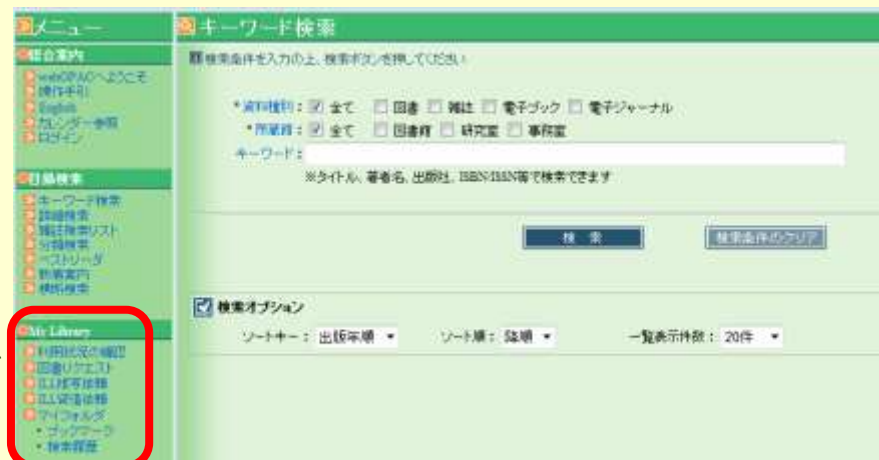 メニュー
総合案内
webOPACへようこそ
操作手引
English
カレンダー参照
ログイン
目録検索
キーワード検索
詳細検索
雑誌検索リスト
分類検索
ベストリーダ
新着案内
横断検索
My Library
利用状況の確認
図書リクエスト
ILL複写依頼
ILL貸借依頼
マイフォルダ
・ブックマーク
・検索履歴
キーワード検索
検索条件を入力の上、検索ボタンを押してください
*資料種別： 全て 図書 雑誌 電子ブック 電子ジャーナル
*所蔵館： 全て 図書館 研究室 事務室
キーワード：
※タイトル、著者名、出版社、ISBN・ISSN等で検索できます
検 索 検索条件のクリア
検索オプション
ソートキー： 出版年順 ソート順： 降順 一覧表示件数： 20件